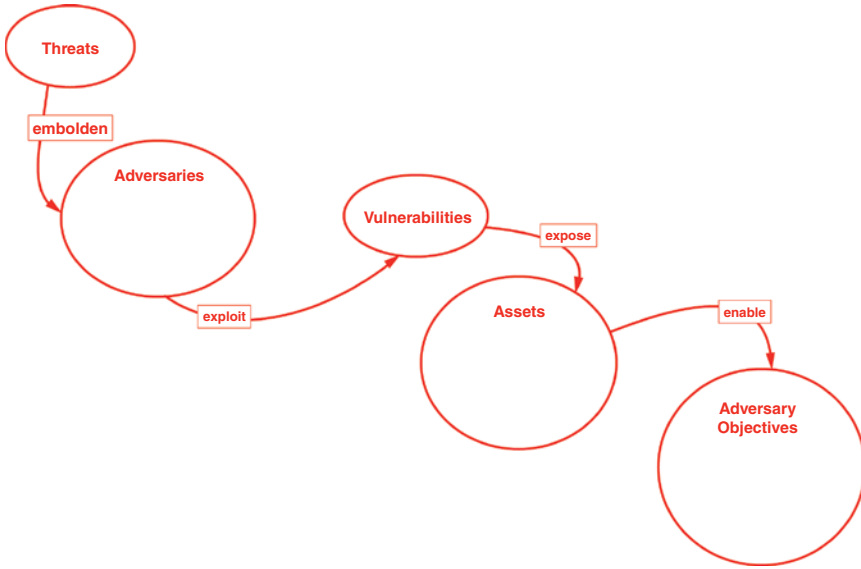 Threats
embolden
Adversaries
exploit
Vulnerabilities
expose
Assets
enable
Adversary
Objectives